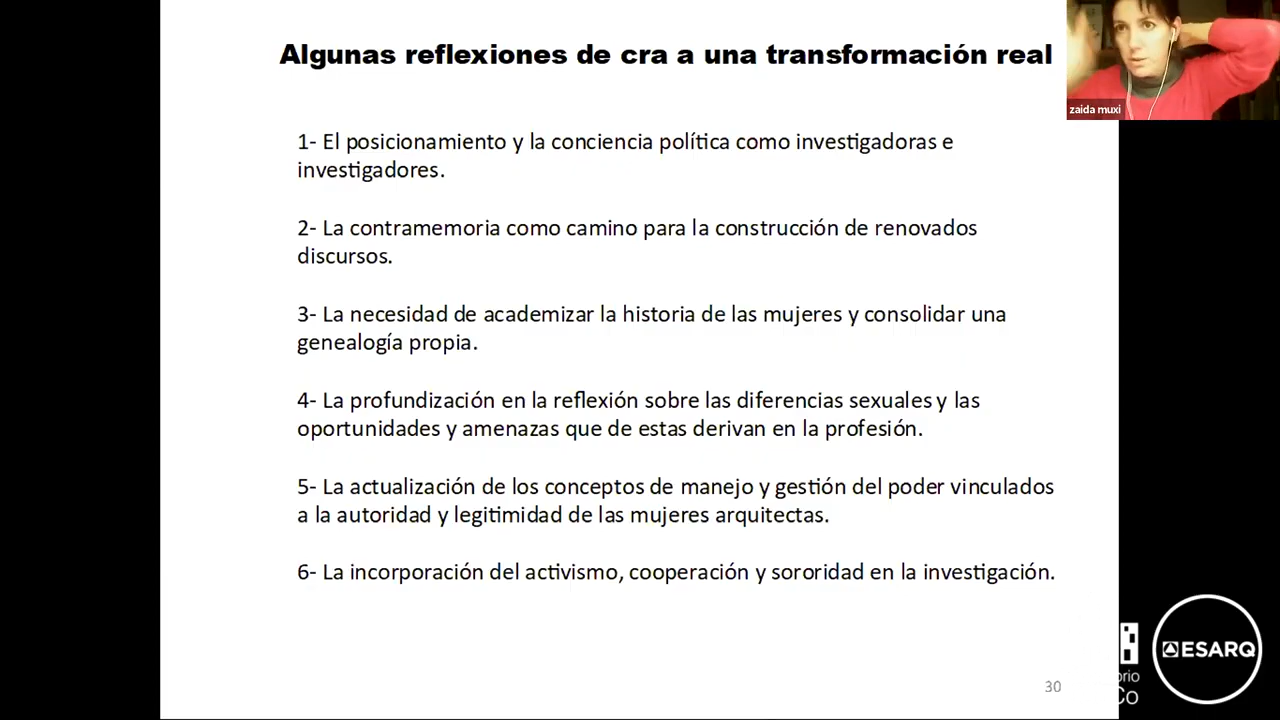 Algunas reflexiones de cra a una transformación real
zaida muxi
1- El posicionamiento y la conciencia política como investigadoras e
investigadores.
2- La contramemoria como camino para la construcción de renovados
discursos.
3- La necesidad de academizar la historia de las mujeres y consolidar una
genealogía propia.
4- La profundización en la reflexión sobre las diferencias sexuales y las
oportunidades y amenazas que de estas derivan en la profesión.
5- La actualización de los conceptos de manejo y gestión del poder vinculados
a la autoridad y legitimidad de las mujeres arquitectas.
6- La incorporación del activismo, cooperación y sororidad en la investigación.
ESARQ
30